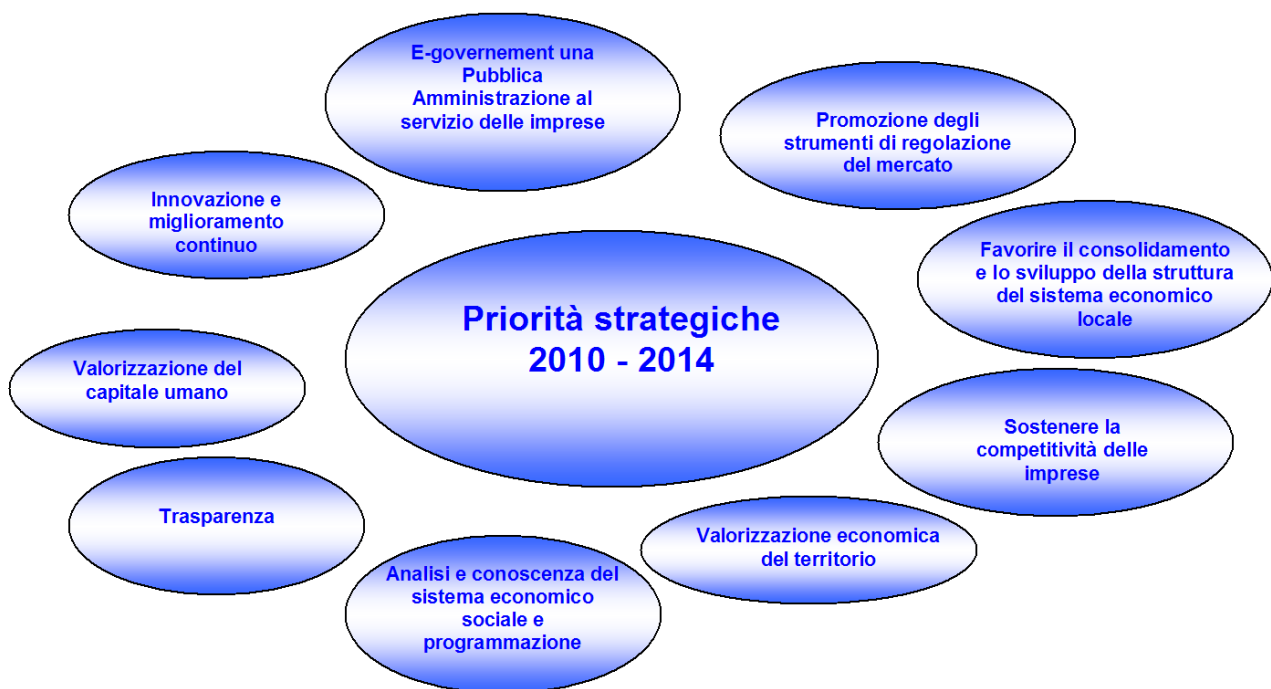 E-governement una
Pubblica
Amministrazione al
servizio delle imprese
Promozione degli
strumenti di regolazione
del mercato
Innovazione e
miglioramento
continuo
Favorire il consolidamento
e lo sviluppo della struttura
del sistema economico
locale
Priorità strategiche
2010 - 2014
Valorizzazione del
capitale umano
Sostenere la
competitività delle
imprese
Trasparenza
Valorizzazione economica
del territorio
Analisi e conoscenza del
sistema economico
sociale e
programmazione